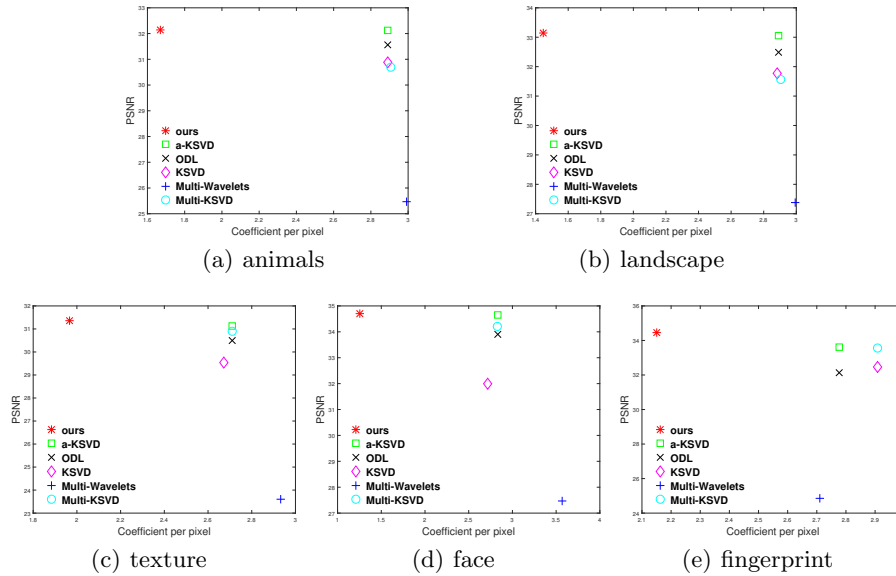 33
32
31
30
29
28
27
26
25
PSNR
ours
a-KSVD
ODL
KSVD
Multi-Wavelets
Multi-KSVD
1.6 1.8 2 2.2 2.4 2.6 2.8 3
Coefficient per pixel
(a) animals
34
33
32
31
30
29
28
27
PSNR
ours
a-KSVD
ODL
KSVD
Multi-Wavelets
Multi-KSVD
1.4 1.6 1.8 2 2.2 2.4 2.6 2.8 3
Coefficient per pixel
(b) landscape
32
31
30
29
28
27
26
25
24
23
PSNR
ours
a-KSVD
ODL
KSVD
Multi-Wavelets
Multi-KSVD
1.8 2 2.2 2.4 2.6 2.8 3
Coefficient per pixel
(c) texture
35
34
33
32
31
30
29
28
27
PSNR
ours
a-KSVD
ODL
KSVD
Multi-Wavelets
Multi-KSVD
1 1.5 2 2.5 3 3.5 4
Coefficient per pixel
(d) face
36
34
32
30
28
26
24
PSNR
ours
a-KSVD
ODL
KSVD
Multi-Wavelets
Multi-KSVD
2.1 2.2 2.3 2.4 2.5 2.6 2.7 2.8 2.9
Coefficient per pixel
(e) fingerprint